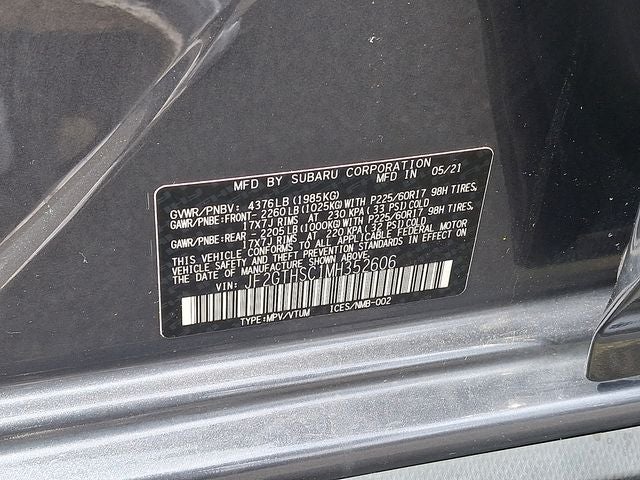 MFD BY SUBARU CORPORATION
MFD IN 05/21
GVWR/PNBV: 4376LB (1985KG)
GAWR/PNBE:FRONT- 2260LB (1025KG)WITH P225/60R17 98H TIRES,
17X7J RIMS AT 230 KPA (33 PSI)COLD
GAWR/PNBE:REAR - 2205LB (1000KG)WITH P225/60R17 98H TIRES,
17X7J RIMS AT 220 KPA (32 PSI)COLD
THIS VEHICLE CONFORMS TO ALL APPLICABLE FEDERAL MOTOR
VEHICLE SAFETY AND THEFT PREVENTION STANDARDS IN EFFECT ON
THE DATE OF MANUFACTURE SHOWN ABOVE.
VIN: JF2GTHSC1MH352606
TYPE:MPV/VTUM ICES/NMB-002